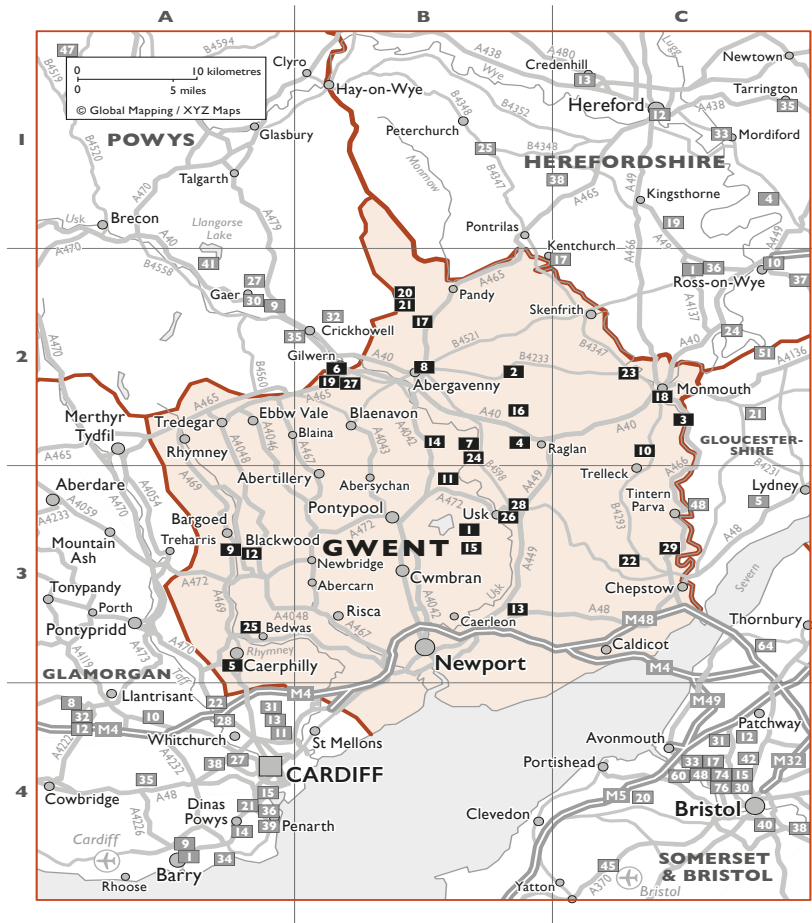 A B C
1
2
3
4
0 10 kilometres
0 5 miles
© Global Mapping / XYZ Maps
47
B4519
B4594
Clyro
A438
A480
Credenhill
13
Lugg
Newtown
Hay-on-Wye
Wye
B4348
B4352
Hereford
12
A438
Tarrington
35
POWYS
Glasbury
Peterchurch
25
B4348
33
Mordiford
B4520
HEREFORDSHIRE
Talgarth
Monnow
B4347
38
A465
A49
Kingsthorne
4
A470
A479
19
Usk
Brecon
Llangorse
Lake
Pontrilas
A466
A49
A449
A470
A40
B4558
41
Kentchurch
17
1
36
10
Ross-on-Wye
37
27
Gaer
30
9
20
21
A465
Pandy
A4137
32
17
Skenfrith
24
35
Crickhowell
B4521
B4347
A40
51
A4136
A470
Gilwern
6
A40
8
2
B4233
23
B4560
19
27
Abergavenny
Monmouth
18
A465
A465
Merthyr
Tydfil
Tredegar
Ebbw Vale
Blaenavon
16
3
21
Rhymney
Blaina
A4048
A4046
A467
A4043
A4042
A40
A40
14
7
4
Raglan
10
GLOUCESTER-
SHIRE
A465
24
B4598
A449
Trelleck
A466
B4231
Aberdare
A4059
A4233
A470
A4054
A469
Abertillery
Abersychan
11
Lydney
5
Tintern
Parva
48
Pontypool
A472
A472
Usk
28
26
B4293
A48
Mountain
Ash
Bargoed
Treharris
Blackwood
9
12
GWENT
1
15
29
22
Newbridge
Cwmbran
A449
Severn
Tonypandy
A472
Abercarn
Chepstow
Porth
A469
Usk
Thornbury
Pontypridd
Risca
A4042
13
A48
M48
A4048
25
Bedwas
A467
Caerleon
A470
Rhymney
Caldicot
64
A4119
A473
Taff
5
Caerphilly
Newport
M4
GLAMORGAN
Llantrisant
M4
M49
8
32
12
M4
10
22
31
13
28
11
Patchway
A4222
A4232
Whitchurch
St Mellons
Avonmouth
31
12
38
27
CARDIFF
Portishead
33
17
42
M32
60
48
74
15
76
30
35
A48
15
M5
20
Bristol
Cowbridge
A4226
Dinas
Powys
21
36
39
14
Penarth
Clevedon
40
38
Cardiff
9
1
34
45
SOMERSET
& BRISTOL
Barry
Rhoose
Yatton
A370
Bristol